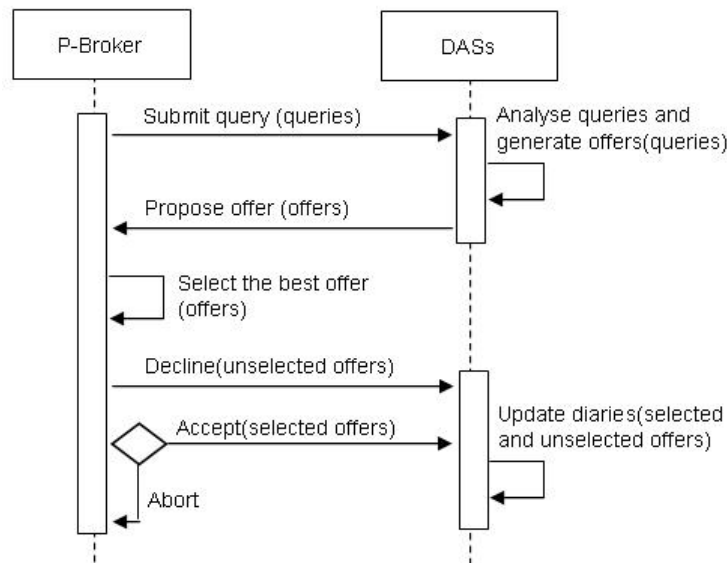 P-Broker
DASs
Submit query (queries)
Analyse queries and
generate offers(queries)
Propose offer (offers)
Select the best offer
(offers)
Decline(unselected offers)
Accept(selected offers)
Update diaries(selected
and unselected offers)
Abort